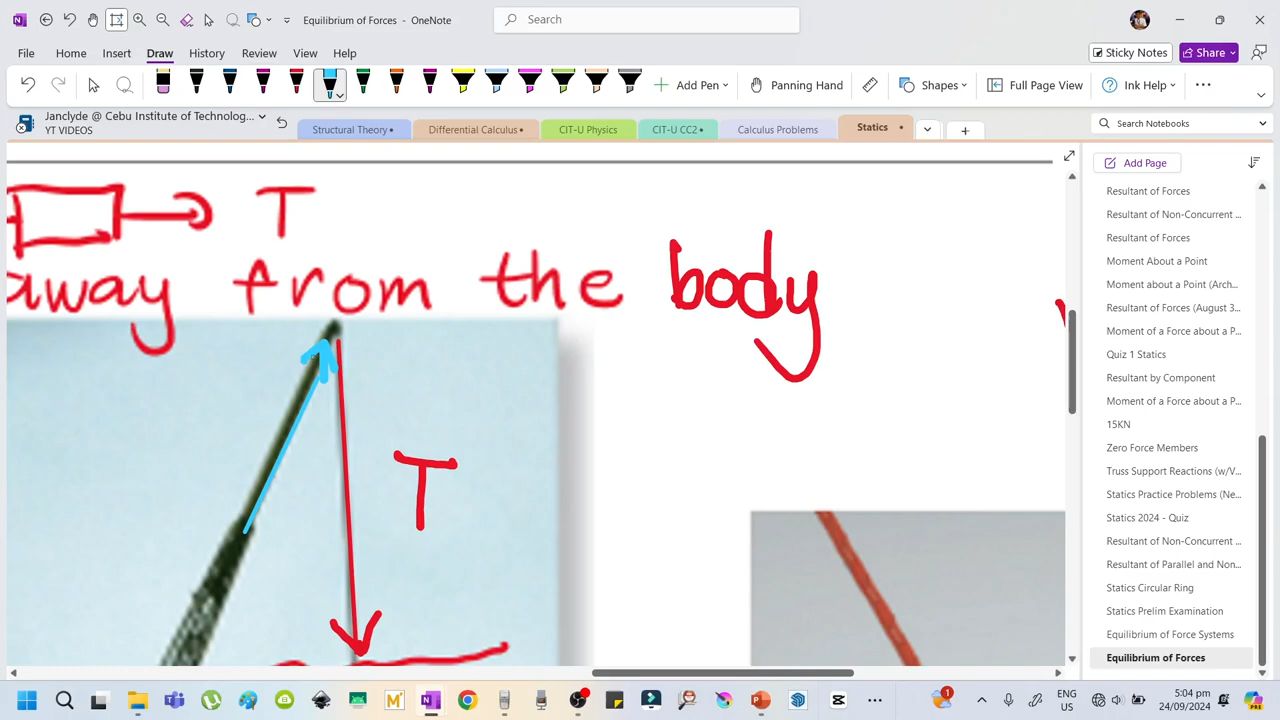 Equilibrium of Forces - OneNote
Search
File Home Insert Draw History Review View Help
Sticky Notes Share
Add Pen Panning Hand Shapes Full Page View Ink Help
Janclyde @ Cebu Institute of Technolog...
YT VIDEOS
Structural Theory Differential Calculus CIT-U Physics CIT-U CC2 Calculus Problems Statics
Search Notebooks
Add Page
T
away from the body
T
Resultant of Forces
Resultant of Non-Concurrent ...
Resultant of Forces
Moment About a Point
Moment about a Point (Arch...
Resultant of Forces (August 3...
Moment of a Force about a P...
Quiz 1 Statics
Resultant by Component
Moment of a Force about a P...
15KN
Zero Force Members
Truss Support Reactions (w/V...
Statics Practice Problems (Ne...
Statics 2024 - Quiz
Resultant of Non-Concurrent ...
Resultant of Parallel and Non...
Statics Circular Ring
Statics Prelim Examination
Equilibrium of Force Systems
Equilibrium of Forces
1
ENG
US
5:04 pm
24/09/2024